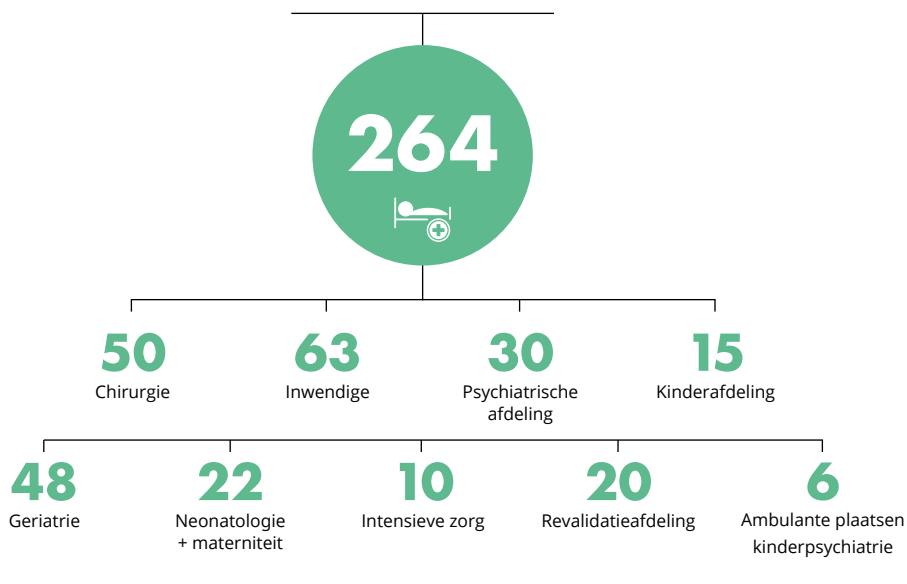 264
50
Chirurgie
63
Inwendige
30
Psychiatrische
afdeling
15
Kinderafdeling
48
Geriatrie
22
Neonatologie
+ materniteit
10
Intensieve zorg
20
Revalidatieafdeling
6
Ambulante plaatsen
kinderpsychiatrie